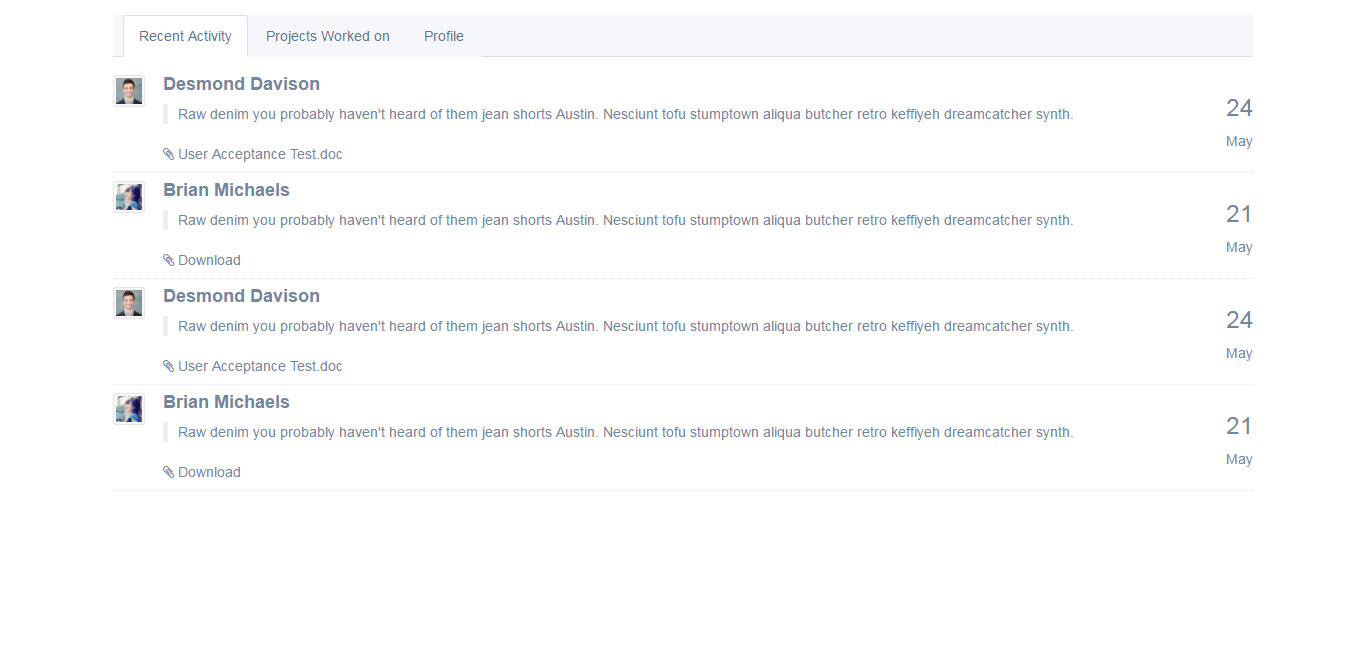 Recent Activity Projects Worked on Profile
Desmond Davison
Raw denim you probably haven't heard of them jean shorts Austin. Nesciunt tofu stumptown aliqua butcher retro keffiyeh dreamcatcher synth.
24
May
User Acceptance Test.doc
Brian Michaels
Raw denim you probably haven't heard of them jean shorts Austin. Nesciunt tofu stumptown aliqua butcher retro keffiyeh dreamcatcher synth.
21
May
Download
Desmond Davison
Raw denim you probably haven't heard of them jean shorts Austin. Nesciunt tofu stumptown aliqua butcher retro keffiyeh dreamcatcher synth.
24
May
User Acceptance Test.doc
Brian Michaels
Raw denim you probably haven't heard of them jean shorts Austin. Nesciunt tofu stumptown aliqua butcher retro keffiyeh dreamcatcher synth.
21
May
Download